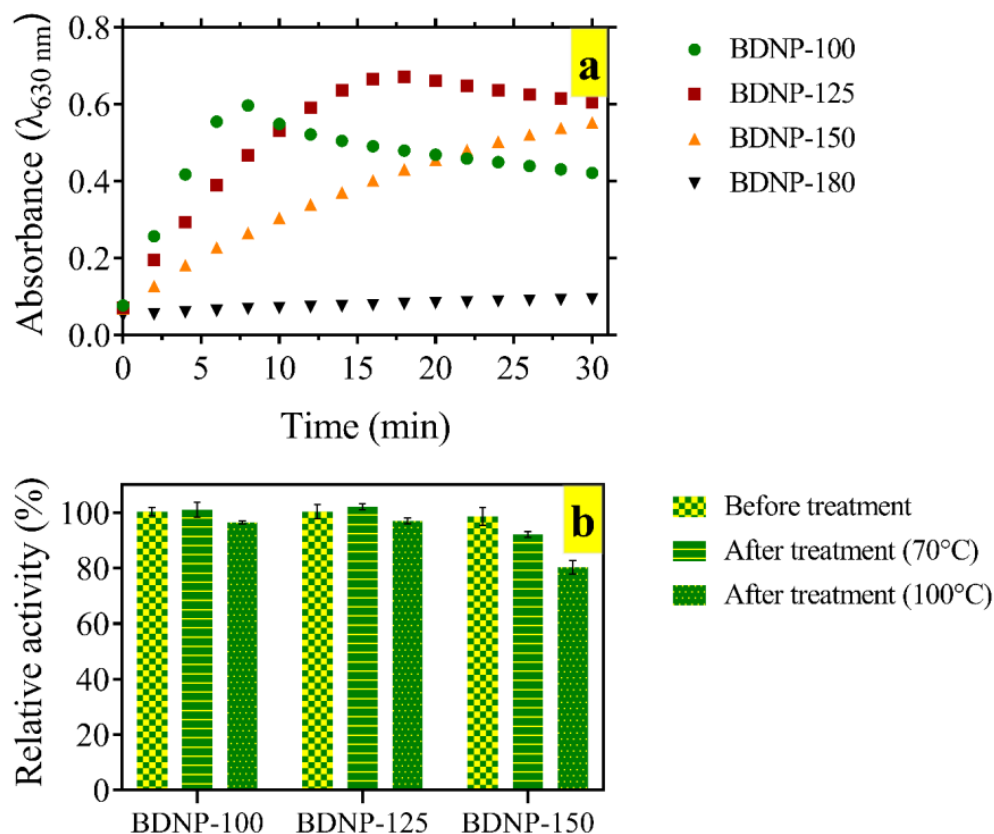 a
0.8
0.6
0.4
0.2
0.0
Absorbance (λ630 nm)
0 5 10 15 20 25 30
Time (min)
BDNP-100
BDNP-125
BDNP-150
BDNP-180
b
100
80
60
40
20
0
Relative activity (%)
BDNP-100 BDNP-125 BDNP-150
Before treatment
After treatment (70°C)
After treatment (100°C)